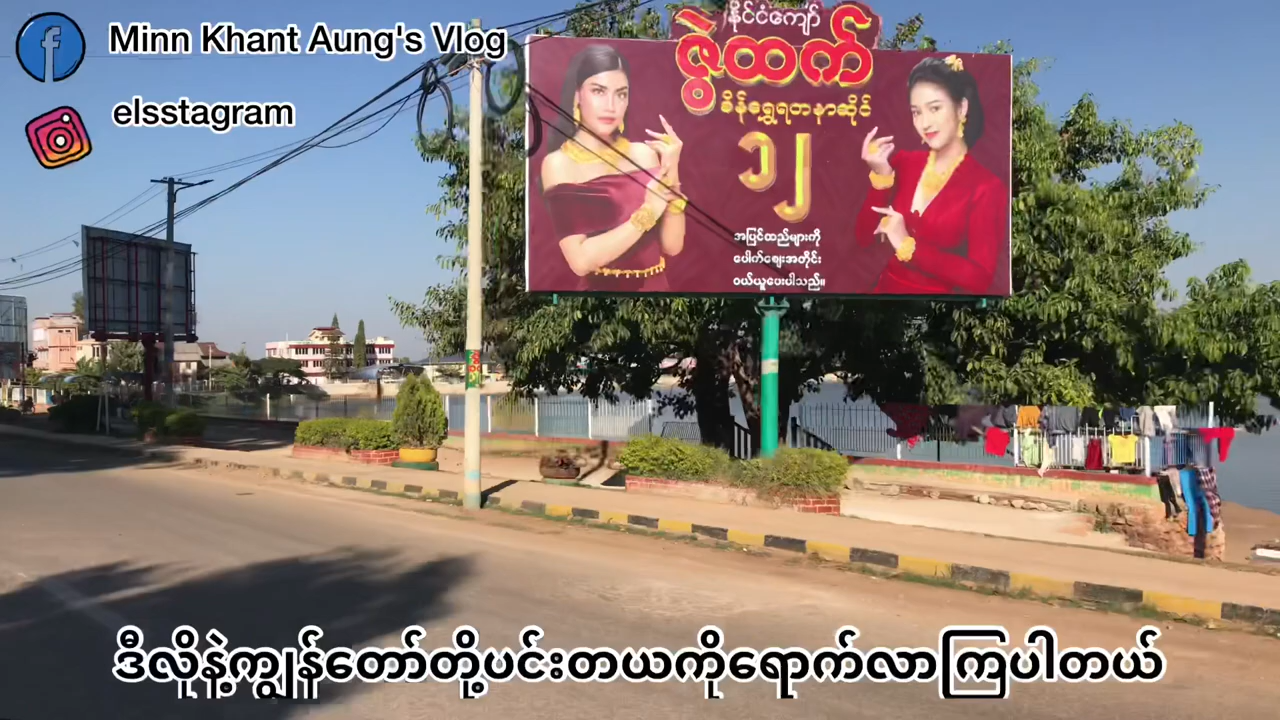 Minn Khant Aung's Vlog
elsstagram
နိုင်ငံကျော်
ဇွဲထက်
စိန်ရွှေရတနာဆိုင်
၁၂
အပြင်ထည်များကို
ပေါက်ဈေးအတိုင်း
ဝယ်ယူပေးပါသည်။
ဒီလိုနဲ့ကျွန်တော်တို့ပင်းတယကိုရောက်လာကြပါတယ်